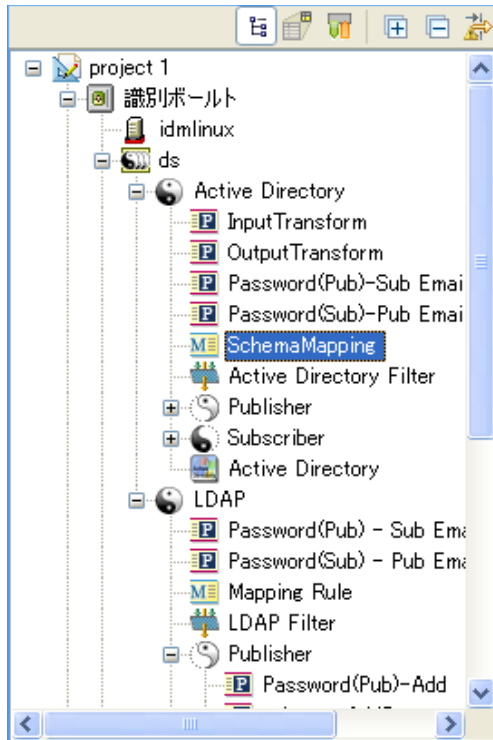 project 1
識別ボールト
idmlinux
ds
Active Directory
InputTransform
OutputTransform
Password(Pub)-Sub Emai
Password(Sub)-Pub Emai
SchemaMapping
Active Directory Filter
Publisher
Subscriber
Active Directory
LDAP
Password(Pub) - Sub Ema
Password(Sub) - Pub Ema
Mapping Rule
LDAP Filter
Publisher
Password(Pub)-Add